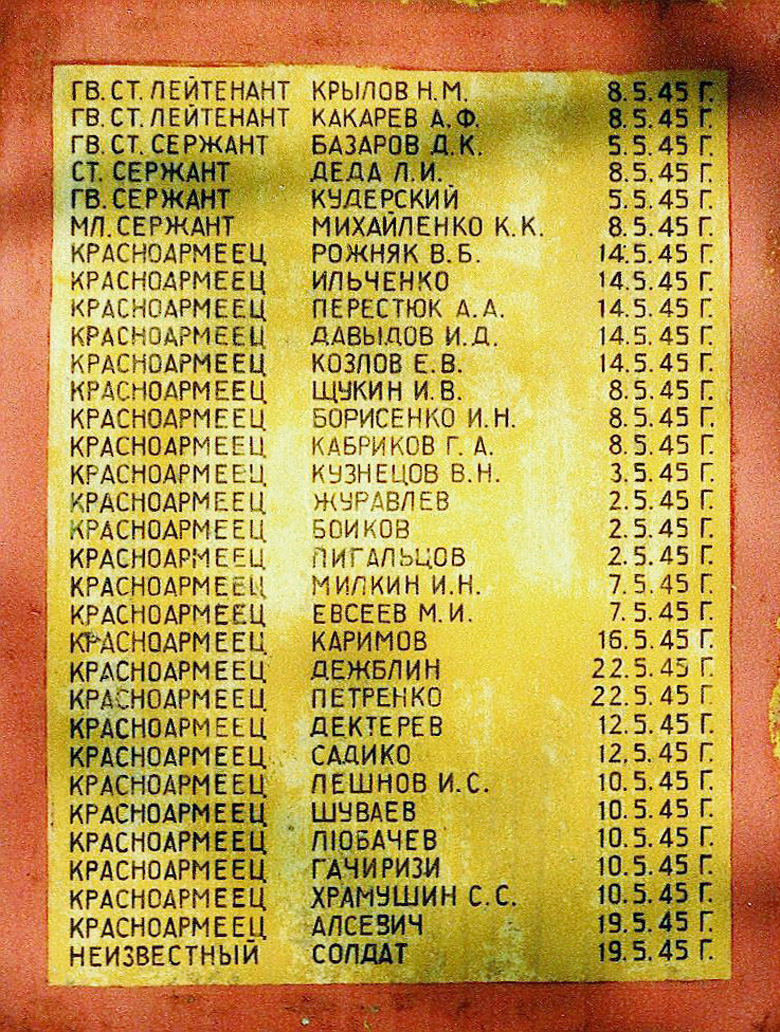 ГВ. СТ. ЛЕЙТЕНАНТ КРЫЛОВ Н.М. 8.5.45 Г.
ГВ. СТ. ЛЕЙТЕНАНТ КАКАРЕВ А.Ф. 8.5.45 Г.
ГВ. СТ. СЕРЖАНТ БАЗАРОВ Д.К. 5.5.45 Г.
СТ. СЕРЖАНТ ДЕДА Л.И. 8.5.45 Г.
ГВ. СЕРЖАНТ КУДЕРСКИЙ 5.5.45 Г.
МЛ. СЕРЖАНТ МИХАЙЛЕНКО К.К. 8.5.45 Г.
КРАСНОАРМЕЕЦ РОЖНЯК В.Б. 14.5.45 Г.
КРАСНОАРМЕЕЦ ИЛЬЧЕНКО 14.5.45 Г.
КРАСНОАРМЕЕЦ ПЕРЕСТЮК А.А. 14.5.45 Г.
КРАСНОАРМЕЕЦ ДАВЫДОВ И.Д. 14.5.45 Г.
КРАСНОАРМЕЕЦ КОЗЛОВ Е.В. 14.5.45 Г.
КРАСНОАРМЕЕЦ ЩУКИН И.В. 8.5.45 Г.
КРАСНОАРМЕЕЦ БОРИСЕНКО И.Н. 8.5.45 Г.
КРАСНОАРМЕЕЦ КАБРИКОВ Г.А. 8.5.45 Г.
КРАСНОАРМЕЕЦ КУЗНЕЦОВ В.Н. 3.5.45 Г.
КРАСНОАРМЕЕЦ ЖУРАВЛЕВ 2.5.45 Г.
КРАСНОАРМЕЕЦ БОИКОВ 2.5.45 Г.
КРАСНОАРМЕЕЦ ПИГАЛЬЦОВ 2.5.45 Г.
КРАСНОАРМЕЕЦ МИЛКИН И.Н. 7.5.45 Г.
КРАСНОАРМЕЕЦ ЕВСЕЕВ М.И. 7.5.45 Г.
КРАСНОАРМЕЕЦ КАРИМОВ 16.5.45 Г.
КРАСНОАРМЕЕЦ ДЕЖБЛИН 22.5.45 Г.
КРАСНОАРМЕЕЦ ПЕТРЕНКО 22.5.45 Г
КРАСНОАРМЕЕЦ ДЕКТЕРЕВ 12.5.45 Г.
КРАСНОАРМЕЕЦ САДИКО 12.5.45 Г.
КРАСНОАРМЕЕЦ ЛЕШНОВ И.С. 10.5.45 Г.
КРАСНОАРМЕЕЦ ШУВАЕВ 10.5.45 Г.
КРАСНОАРМЕЕЦ ЛЮБАЧЕВ 10.5.45 Г.
КРАСНОАРМЕЕЦ ГАЧИРИЗИ 10.5.45 Г.
КРАСНОАРМЕЕЦ ХРАМУШИН С.С. 10.5.45 Г.
КРАСНОАРМЕЕЦ АЛСЕВИЧ 19.5.45 Г.
НЕИЗВЕСТНЫЙ СОЛДАТ 19.5.45 Г.